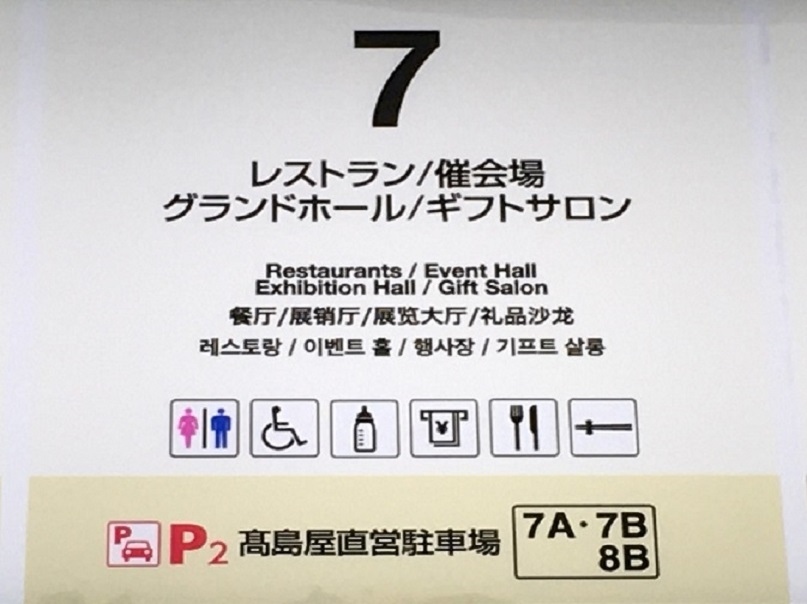 7
レストラン/催会場
グランドホール/ギフトサロン
Restaurants / Event Hall
Exhibition Hall / Gift Salon
餐厅/展销厅/展览大厅/礼品沙龙
레스토랑 / 이벤트 홀 / 행사장 / 기프트 살롱
¥
P P2 髙島屋直営駐車場 7A・7B
8B